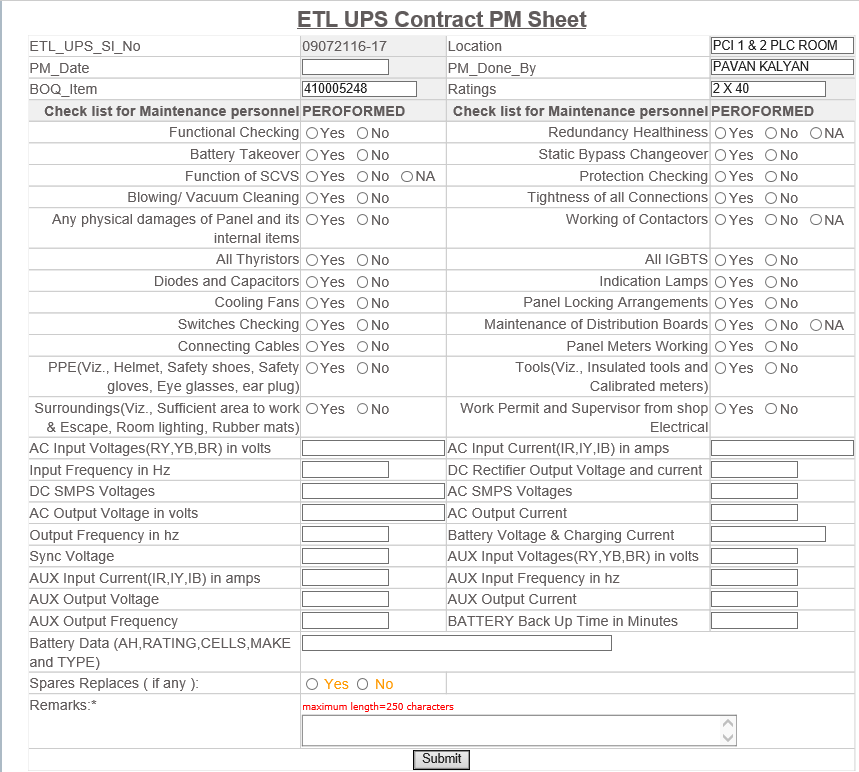 ETL UPS Contract PM Sheet
ETL_UPS_SI_No 09072116-17 Location PCI 1 & 2 PLC ROOM
PM_Date PM_Done_By PAVAN KALYAN
BOQ_Item 410005248 Ratings 2 X 40
Check list for Maintenance personnel PEROFORMED Check list for Maintenance personnel PEROFORMED
Functional Checking Yes No Redundancy Healthiness Yes No NA
Battery Takeover Yes No Static Bypass Changeover Yes No
Function of SCVS Yes No NA Protection Checking Yes No
Blowing/ Vacuum Cleaning Yes No Tightness of all Connections Yes No
Any physical damages of Panel and its Yes No Working of Contactors Yes No NA
internal items
All Thyristors Yes No All IGBTS Yes No
Diodes and Capacitors Yes No Indication Lamps Yes No
Cooling Fans Yes No Panel Locking Arrangements Yes No
Switches Checking Yes No Maintenance of Distribution Boards Yes No NA
Connecting Cables Yes No Panel Meters Working Yes No
PPE(Viz., Helmet, Safety shoes, Safety Yes No Tools(Viz., Insulated tools and Yes No
gloves, Eye glasses, ear plug) Calibrated meters)
Surroundings(Viz., Sufficient area to work Yes No Work Permit and Supervisor from shop Yes No
& Escape, Room lighting, Rubber mats) Electrical
AC Input Voltages(RY,YB,BR) in volts AC Input Current(IR,IY,IB) in amps
Input Frequency in Hz DC Rectifier Output Voltage and current
DC SMPS Voltages AC SMPS Voltages
AC Output Voltage in volts AC Output Current
Output Frequency in hz Battery Voltage & Charging Current
Sync Voltage AUX Input Voltages(RY,YB,BR) in volts
AUX Input Current(IR,IY,IB) in amps AUX Input Frequency in hz
AUX Output Voltage AUX Output Current
AUX Output Frequency BATTERY Back Up Time in Minutes
Battery Data (AH,RATING,CELLS,MAKE
and TYPE)
Spares Replaces ( if any ): Yes No
Remarks:* maximum length=250 characters
Submit